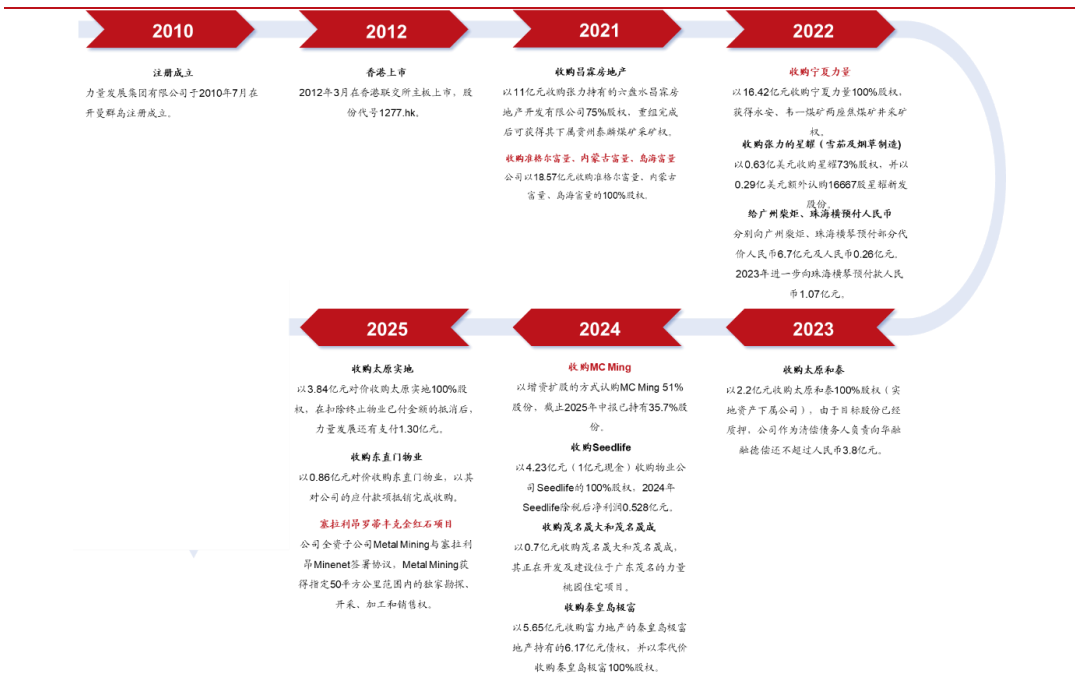 2010
注册成立
力量发展集团有限公司于2010年7月在
开曼群岛注册成立。
2012
香港上市
2012年3月在香港联交所主板上市，股
份代号1277.hk。
2021
收购昌霖房地产
以11亿元收购张力持有的六盘水昌霖房
地产开发有限公司75%股权，重组完成
后可获得其下属贵州泰麟煤矿采矿权。
收购准格尔富量、内蒙古富量、乌海富量
公司以18.57亿元收购准格尔富量、内蒙古
富量、乌海富量的100%股权。
2022
收购宁夏力量
以16.42亿元收购宁夏力量100%股权，
获得永安、韦一煤矿两座焦煤矿井采矿
权。
收购张力的星耀（雪茄及烟草制造)
以0.63亿美元收购星耀73%股权，并以
0.29亿美元额外认购16667股星耀新发
股份。
给广州柴炬、珠海横预付人民币
分别向广州柴炬、珠海横琴预付部分代
价人民币6.7亿元及人民币0.26亿元。
2023年进一步向珠海横琴预付款人民
币1.07亿元。
2023
收购太原和泰
以2.2亿元收购太原和泰100%股权（实
地资产下属公司），由于目标股份已经
质押，公司作为清偿债务人负责向华融
融德偿还不超过人民币3.8亿元。
2024
收购MC Ming
以增资扩股的方式认购MC Ming 51%
股份，截止2025年中报已持有35.7%股
份。
收购Seedlife
以4.23亿元（1亿元现金）收购物业公
司Seedlife的100%股权，2024年
Seedlife除税后净利润0.528亿元。
收购茂名晟大和茂名晟成
以0.7亿元收购茂名晟大和茂名晟成，
其正在开发及建设位于广东茂名的力量
桃园住宅项目。
收购秦皇岛极富
以5.65亿元收购富力地产的秦皇岛极富
地产持有的6.17亿元债权，并以零代价
收购秦皇岛极富100%股权。
2025
收购太原实地
以3.84亿元对价收购太原实地100%股
权，在扣除终止物业已付金额的抵消后，
力量发展还有支付1.30亿元。
收购东直门物业
以0.86亿元对价收购东直门物业，以其
对公司的应付款项抵销完成收购。
塞拉利昂罗蒂丰克金红石项目
公司全资子公司Metal Mining与塞拉利
昂Minenet签署协议，Metal Mining获
得指定50平方公里范围内的独家勘探、
开采、加工和销售权。